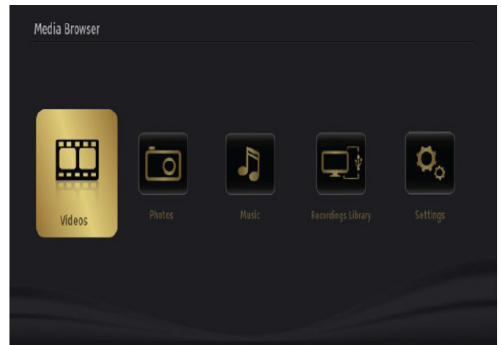 Media Browser
Videos
Photos
Music
Recordings Library
Settings